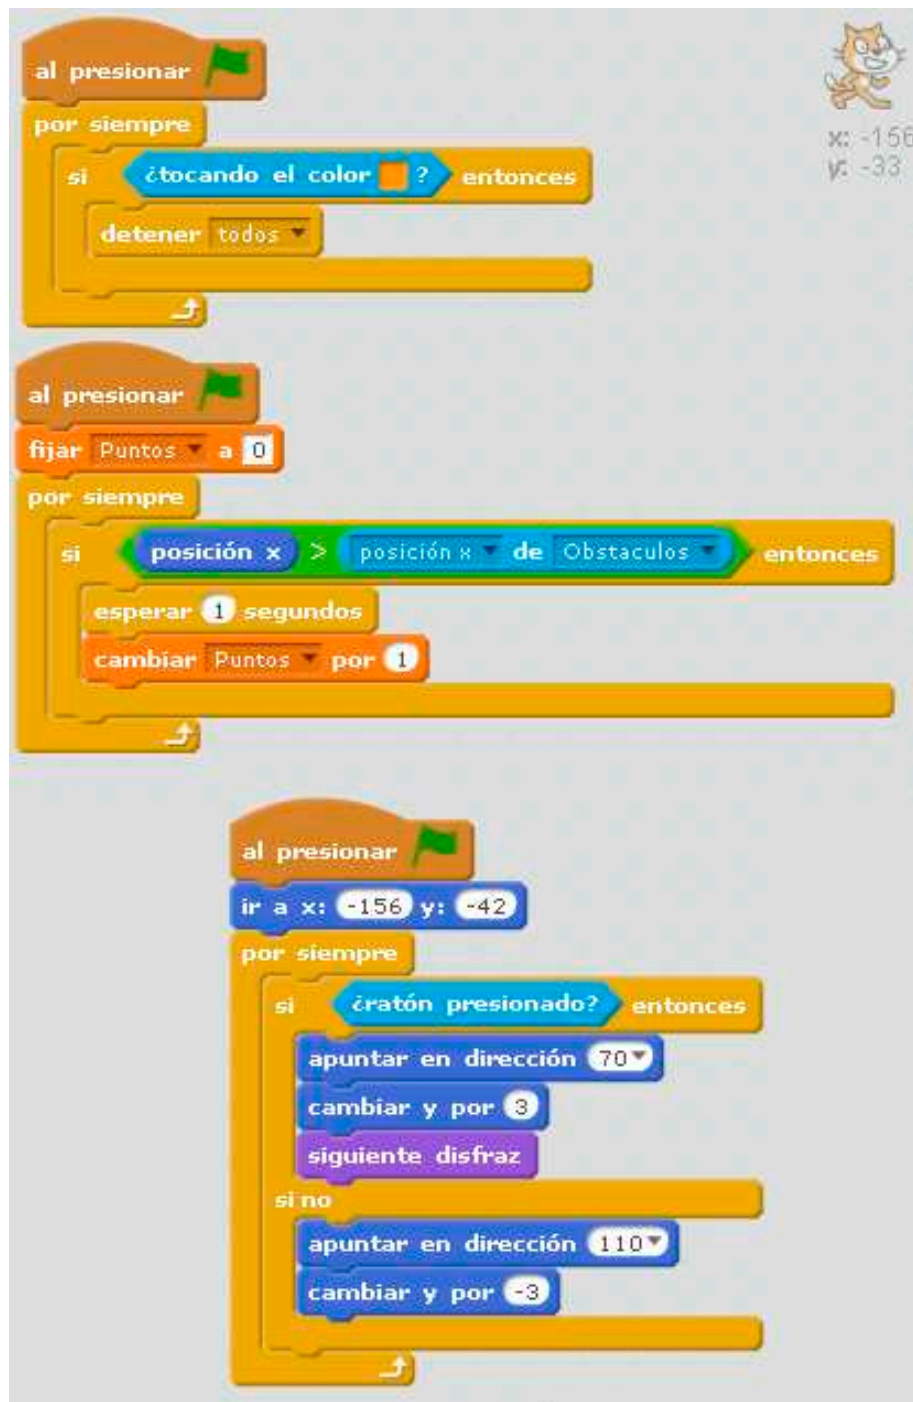 al presionar
por siempre
si ¿tocando el color ? entonces
detener todos
x: -156
y: -33
al presionar
fijar Puntos a 0
por siempre
si posición x > posición x de Obstaculos entonces
esperar 1 segundos
cambiar Puntos por 1
al presionar
ir a x: -156 y: -42
por siempre
si ¿ratón presionado? entonces
apuntar en dirección 70
cambiar y por 3
siguiente disfraz
si no
apuntar en dirección 110
cambiar y por -3